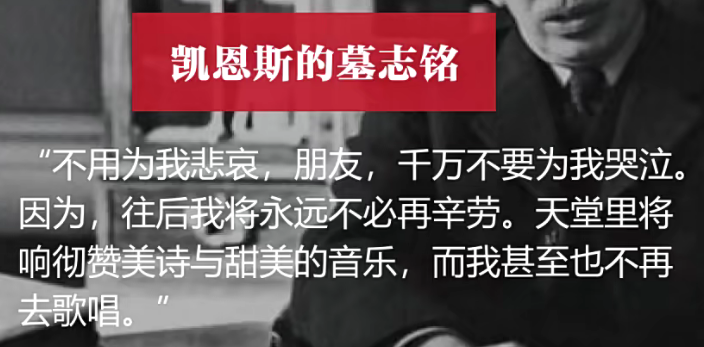 凯恩斯的墓志铭
“不用为我悲哀，朋友，千万不要为我哭泣。
因为，往后我将永远不必再辛劳。天堂里将
响彻赞美诗与甜美的音乐，而我甚至也不再
去歌唱。”